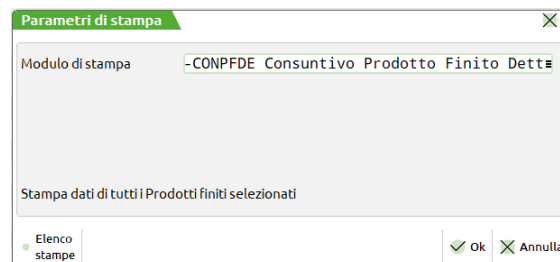 Parametri di stampa
Modulo di stampa -CONPFDE Consuntivo Prodotto Finito Dett
Stampa dati di tutti i Prodotti finiti selezionati
Elenco
stampe
Ok Annulla